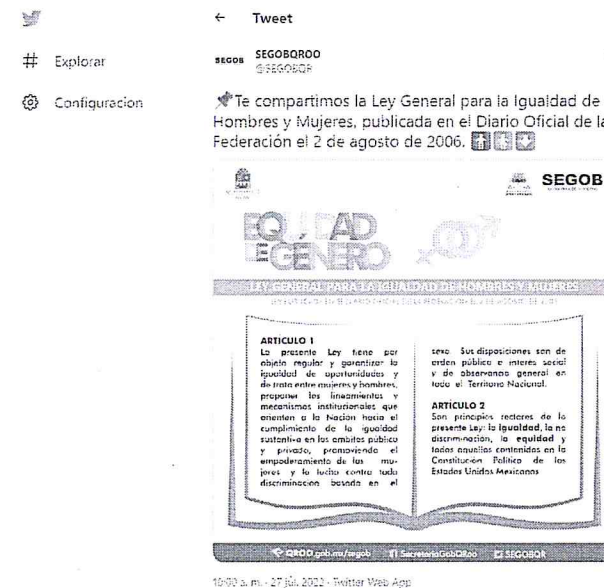 ← Tweet
# Explorar
Configuracion
SEGOB SEGOBQROO
@SEGOBQR
Te compartimos la Ley General para la Igualdad de
Hombres y Mujeres, publicada en el Diario Oficial de la
Federación el 2 de agosto de 2006.
SEGOB
EQUIDAD
DE GENERO
LEY GENERAL PARA LA IGUALDAD DE HOMBRES Y MUJERES
ARTICULO 1
La presente Ley tiene por
objeto regular y garantizar la
igualdad de oportunidades y
de trato entre mujeres y hombres,
proponer los lineamientos y
mecanismos institucionales que
orienten a la Nación hacia el
cumplimiento de la igualdad
sustantiva en los ambitos público
y privado, promoviendo el
empoderamiento de las mu-
jeres y la lucha contra toda
discriminacion basada en el
sexo. Sus disposiciones son de
orden público e interés social
y de observancia general en
todo el Territorio Nacional.
ARTÍCULO 2
Son principios rectores de la
presente Ley: la igualdad, la no
discriminación, la equidad y
todos aquellos contenidos en la
Constitución Política de los
Estados Unidos Mexicanos
QROO.gob.mx/segob SecretariaGobQRoo SEGOBQR
10:00 a. m. · 27 júl. 2022 · Twitter Web App